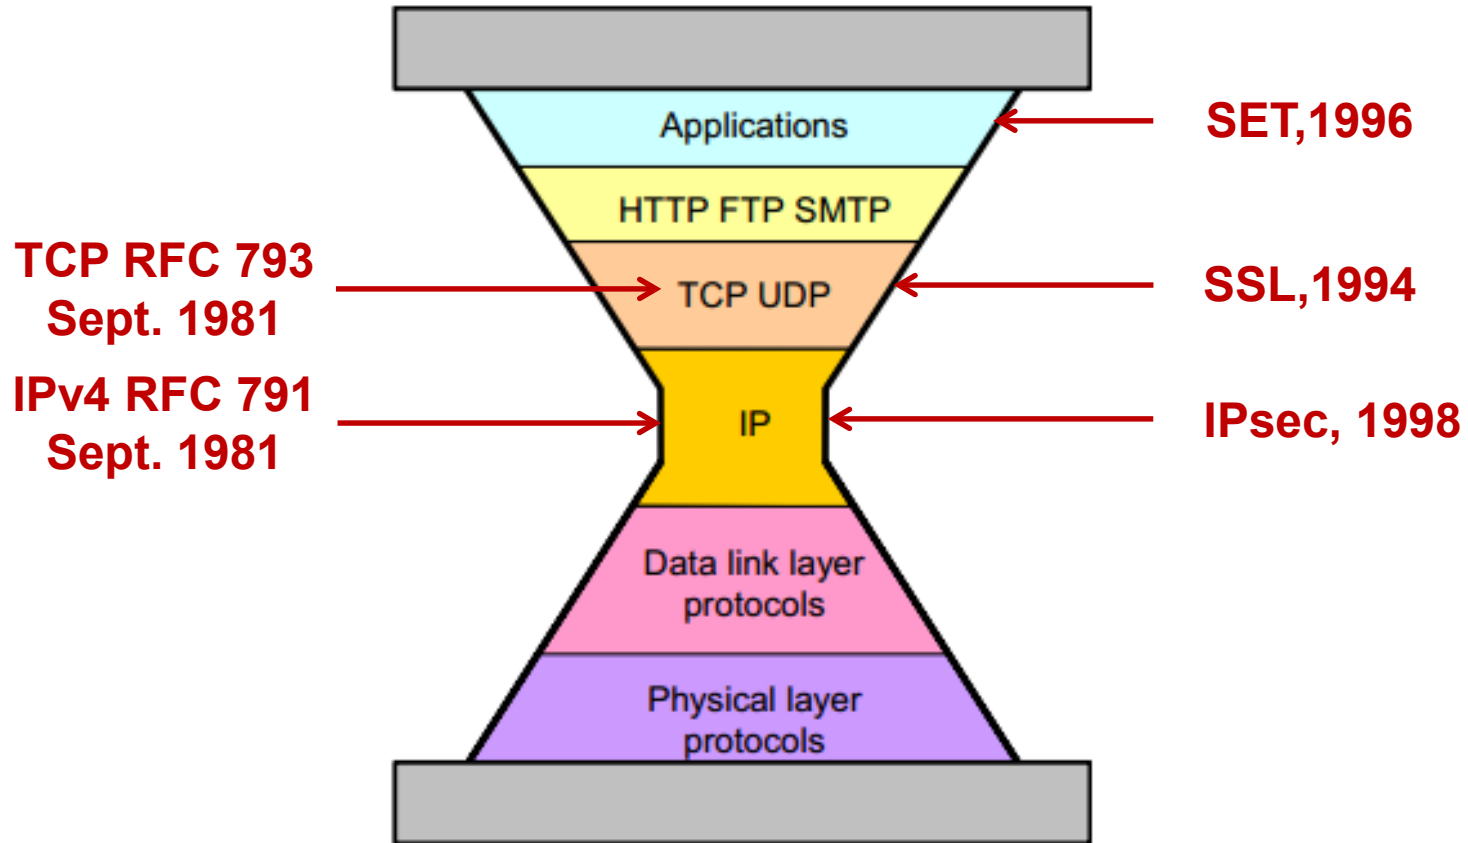 Applications
HTTP FTP SMTP
TCP UDP
IP
Data link layer
protocols
Physical layer
protocols
TCP RFC 793
Sept. 1981
IPv4 RFC 791
Sept. 1981
SET,1996
SSL,1994
IPsec, 1998